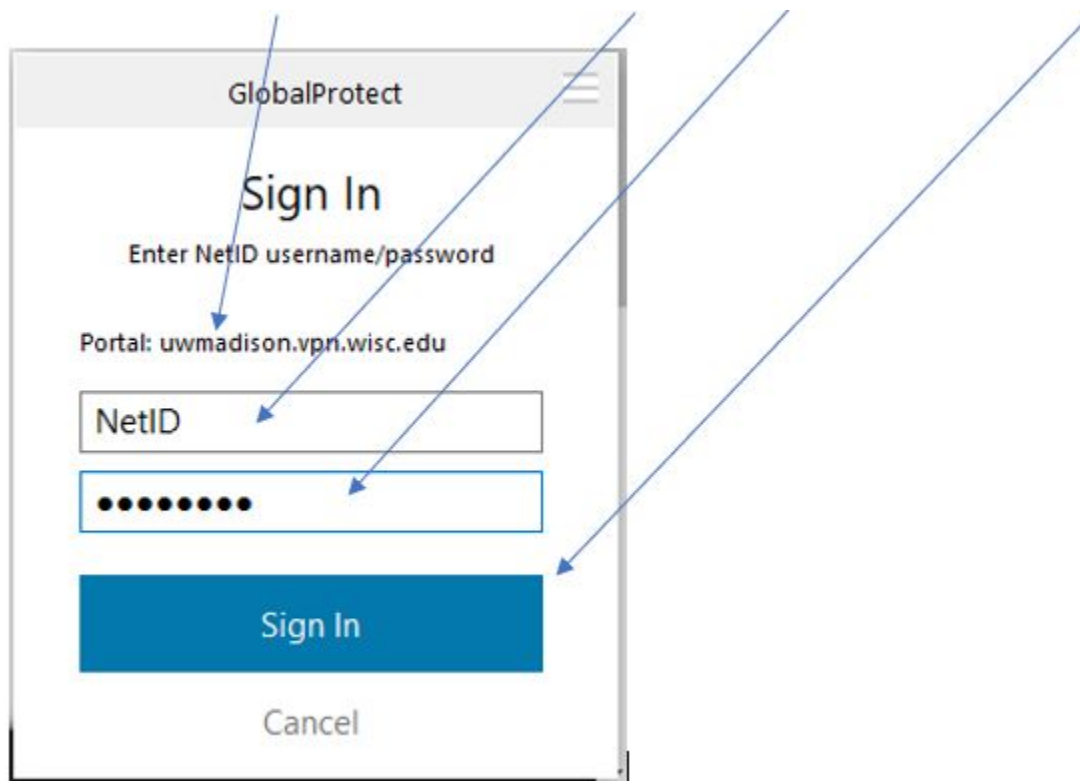 GlobalProtect
Sign In
Enter NetID username/password
Portal: uwmadison.vpn.wisc.edu
NetID
●●●●●●●●
Sign In
Cancel